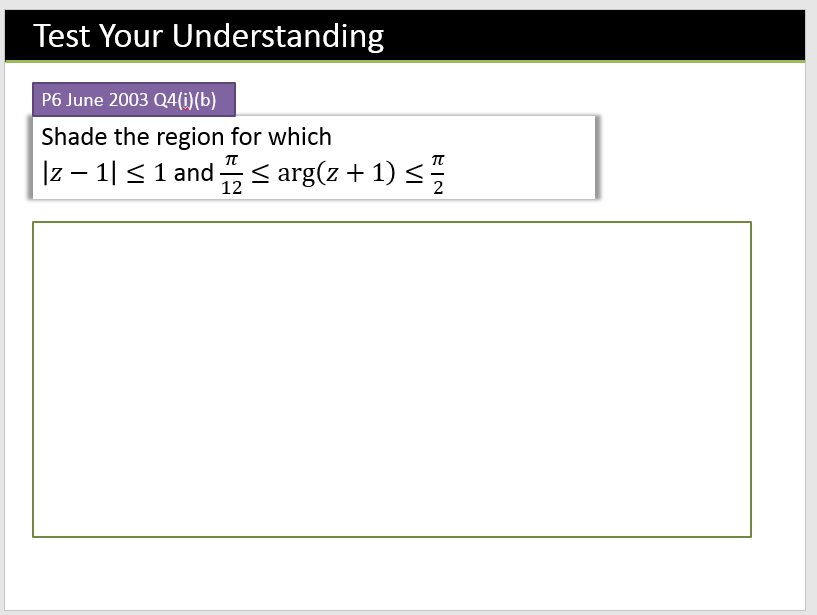 Test Your Understanding
P6 June 2003 Q4(i)(b)
Shade the region for which
|z − 1| ≤ 1 and π/12 ≤ arg(z + 1) ≤ π/2